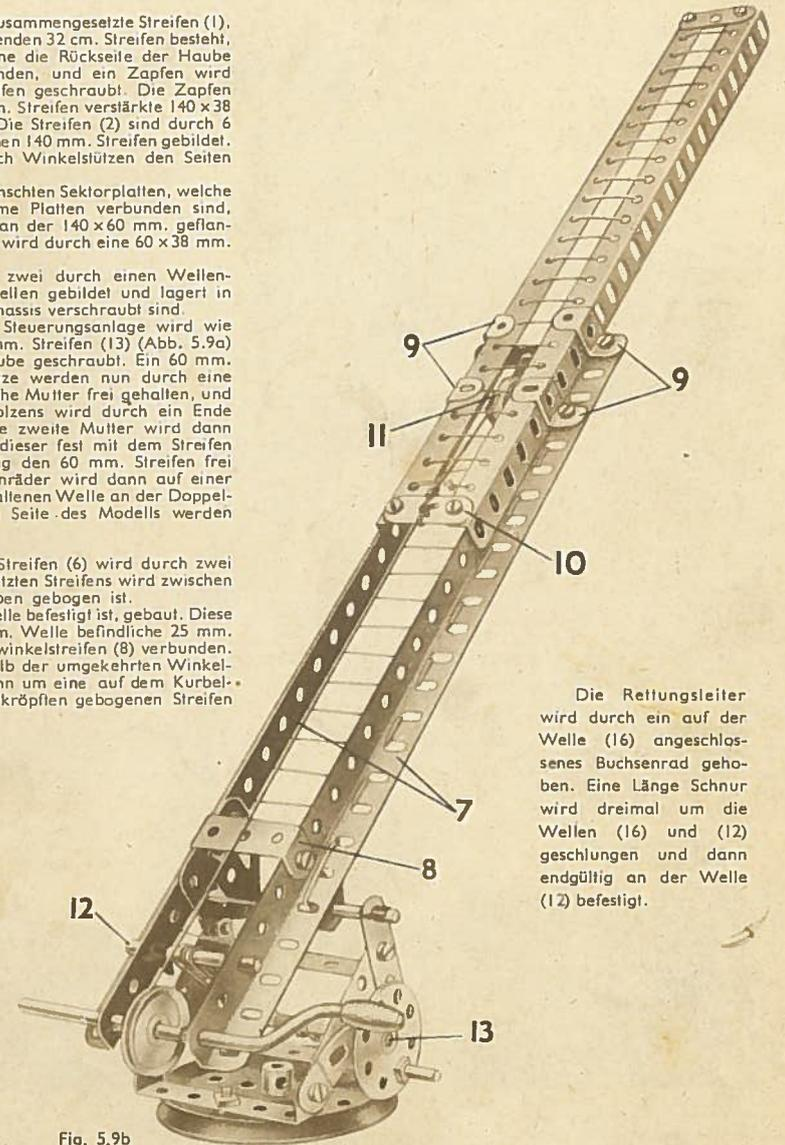 usammengesetzte Streifen (1),
enden 32 cm. Streifen besteht,
ne die Rückseite der Haube
nden, und ein Zapfen wird
fen geschraubt. Die Zapfen
n. Streifen verstärkte 140 x 38
Die Streifen (2) sind durch 6
en 140 mm. Streifen gebildet.
ch Winkelstützen den Seiten
nschten Sektorplatten, welche
me Platten verbunden sind,
an der 140 x 60 mm. geflan-
wird durch eine 60 x 38 mm.
zwei durch einen Wellen-
ellen gebildet und lagert in
hassis verschraubt sind.
Steuerungsanlage wird wie
mm. Streifen (13) (Abb. 5.9a)
ube geschraubt. Ein 60 mm.
ze werden nun durch eine
he Mutter frei gehalten, und
olzens wird durch ein Ende
e zweite Mutter wird dann
dieser fest mit dem Streifen
g den 60 mm. Streifen frei
nräder wird dann auf einer
altenen Welle an der Doppel-
Seite des Modells werden
Streifen (6) wird durch zwei
tzten Streifens wird zwischen
ben gebogen ist.
elle befestigt ist, gebaut. Diese
m. Welle befindliche 25 mm.
winkelstreifen (8) verbunden.
lb der umgekehrten Winkel-
nn um eine auf dem Kurbel-
kröpften gebogenen Streifen
9
9
11
10
7
8
12
13
Die Rettungsleiter
wird durch ein auf der
Welle (16) angeschlos-
senes Buchsenrad geho-
ben. Eine Länge Schnur
wird dreimal um die
Wellen (16) und (12)
geschlungen und dann
endgültig an der Welle
(12) befestigt.
Fig. 5.9b